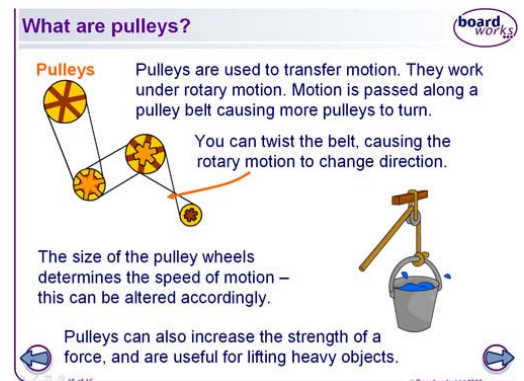 What are pulleys?
board
works
Pulleys
Pulleys are used to transfer motion. They work
under rotary motion. Motion is passed along a
pulley belt causing more pulleys to turn.
You can twist the belt, causing the
rotary motion to change direction.
The size of the pulley wheels
determines the speed of motion –
this can be altered accordingly.
Pulleys can also increase the strength of a
force, and are useful for lifting heavy objects.